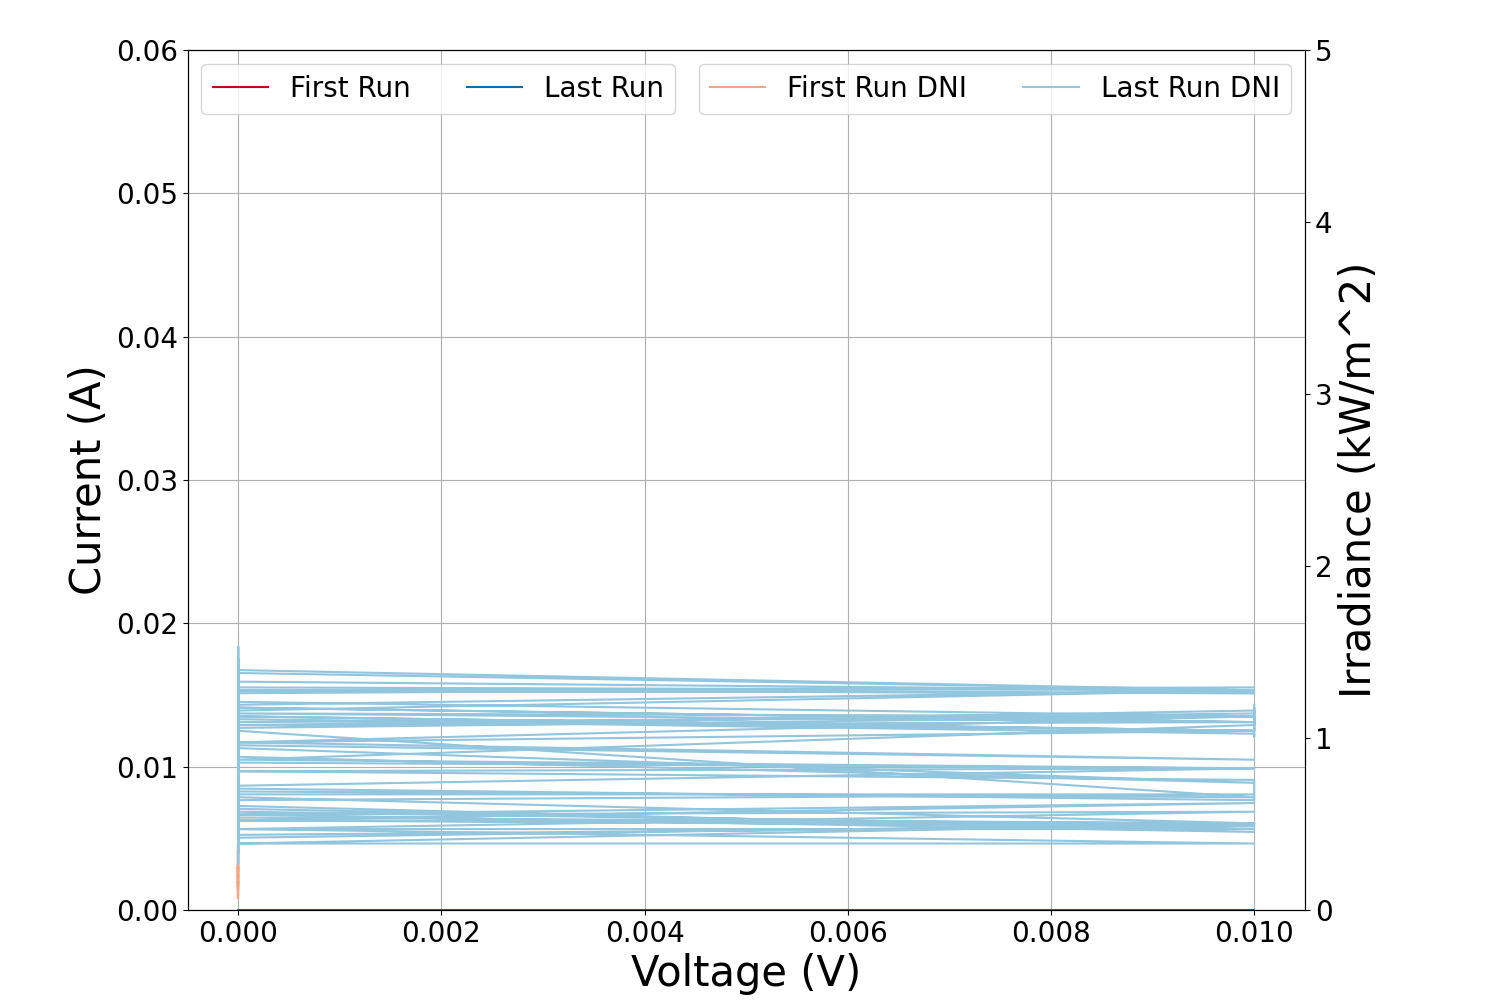 First Run
Last Run
First Run DNI
Last Run DNI
0.06
0.05
0.04
0.03
0.02
0.01
0.00
Current (A)
5
4
3
2
1
0
Irradiance (kW/m^2)
0.000 0.002 0.004 0.006 0.008 0.010
Voltage (V)